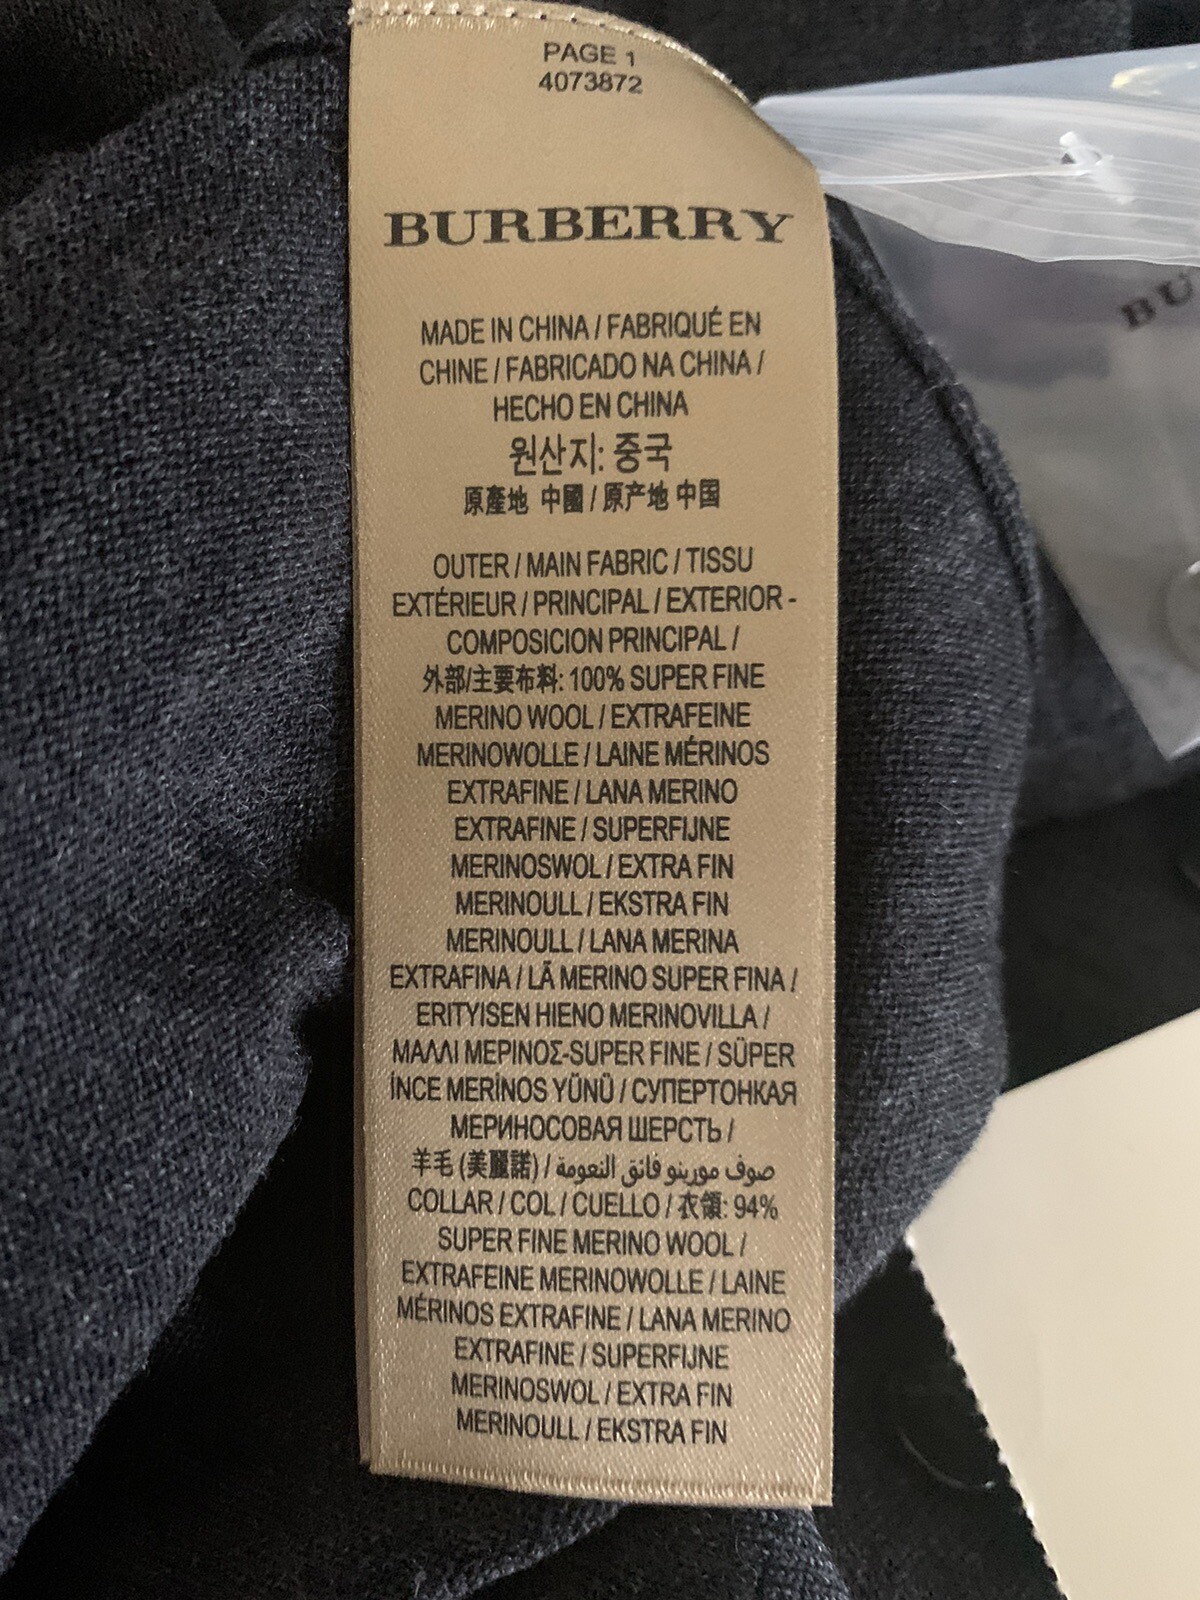 PAGE 1
4073872
BURBERRY
MADE IN CHINA / FABRIQUÉ EN
CHINE / FABRICADO NA CHINA /
HECHO EN CHINA
원산지: 중국
原產地 中國 / 原产地 中国
OUTER / MAIN FABRIC / TISSU
EXTÉRIEUR / PRINCIPAL / EXTERIOR -
COMPOSICION PRINCIPAL /
外部/主要布料: 100% SUPER FINE
MERINO WOOL / EXTRAFEINE
MERINOWOLLE / LAINE MÉRINOS
EXTRAFINE / LANA MERINO
EXTRAFINE / SUPERFIJNE
MERINOSWOL / EXTRA FIN
MERINOULL / EKSTRA FIN
MERINOULL / LANA MERINA
EXTRAFINA / LÃ MERINO SUPER FINA /
ERITYISEN HIENO MERINOVILLA /
ΜΑΛΛΙ ΜΕΡΙΝΟΣ-SUPER FINE / SÜPER
İNCE MERİNOS YÜNÜ / СУПЕРТОНКАЯ
МЕРИНОСОВАЯ ШЕРСТЬ /
羊毛 (美麗諾) / صوف مورينو فائق النعومة
COLLAR / COL / CUELLO / 衣領: 94%
SUPER FINE MERINO WOOL /
EXTRAFEINE MERINOWOLLE / LAINE
MÉRINOS EXTRAFINE / LANA MERINO
EXTRAFINE / SUPERFIJNE
MERINOSWOL / EXTRA FIN
MERINOULL / EKSTRA FIN
BU